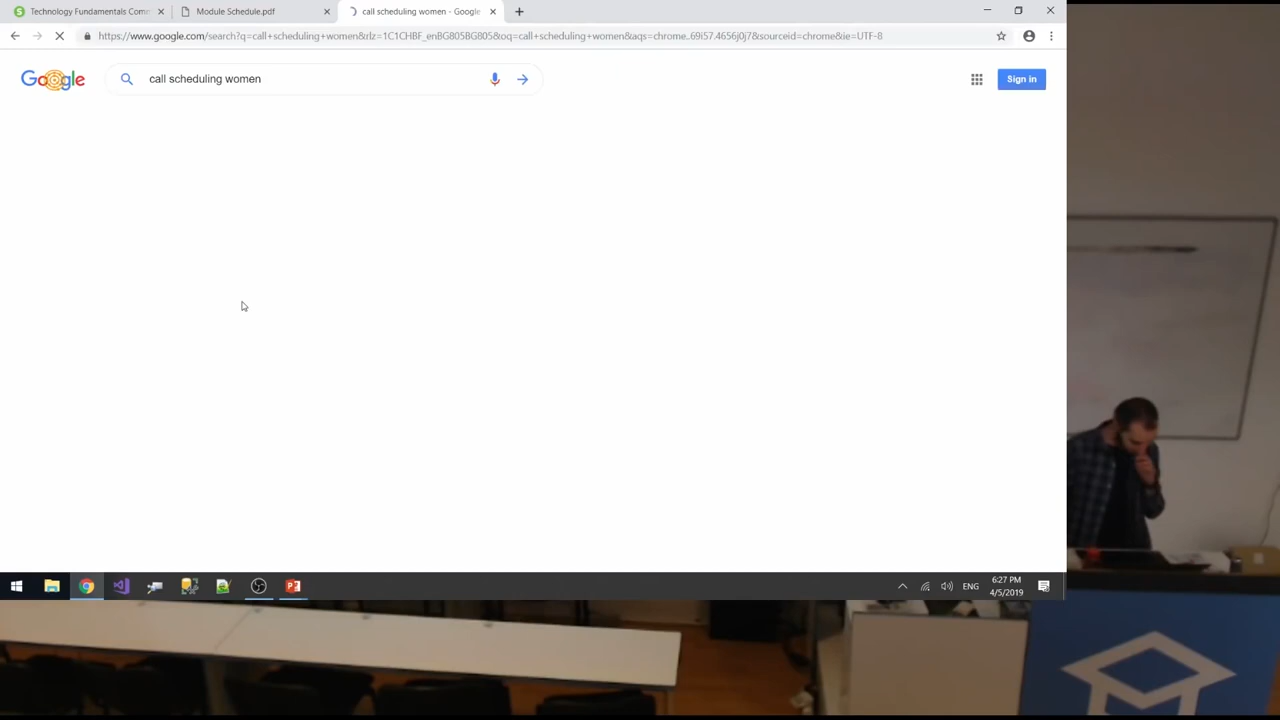 Technology Fundamentals Com
Module Schedule.pdf
call scheduling women - Google
https://www.google.com/search?q=call+scheduling+women&rlz=1C1CHBF_enBG805BG805&oq=call+scheduling+women&aqs=chrome..69i57.4656j0j7&sourceid=chrome&ie=UTF-8
Google
call scheduling women
Sign in
ENG
6:27 PM
4/5/2019